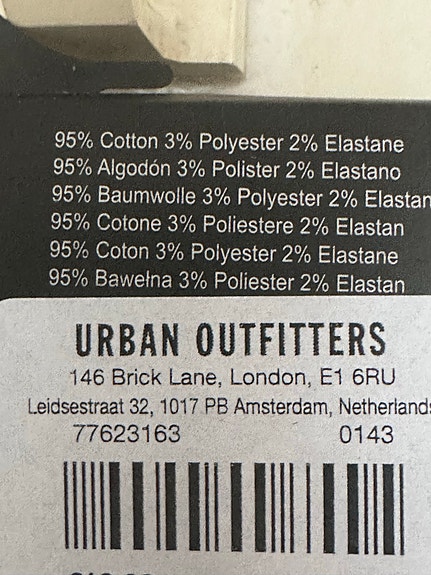 95% Cotton 3% Polyester 2% Elastane
95% Algodón 3% Polister 2% Elastano
95% Baumwolle 3% Polyester 2% Elastan
95% Cotone 3% Poliestere 2% Elastan
95% Coton 3% Polyester 2% Elastane
95% Bawełna 3% Poliester 2% Elastan
URBAN OUTFITTERS
146 Brick Lane, London, E1 6RU
Leidsestraat 32, 1017 PB Amsterdam, Netherlands
77623163 0143